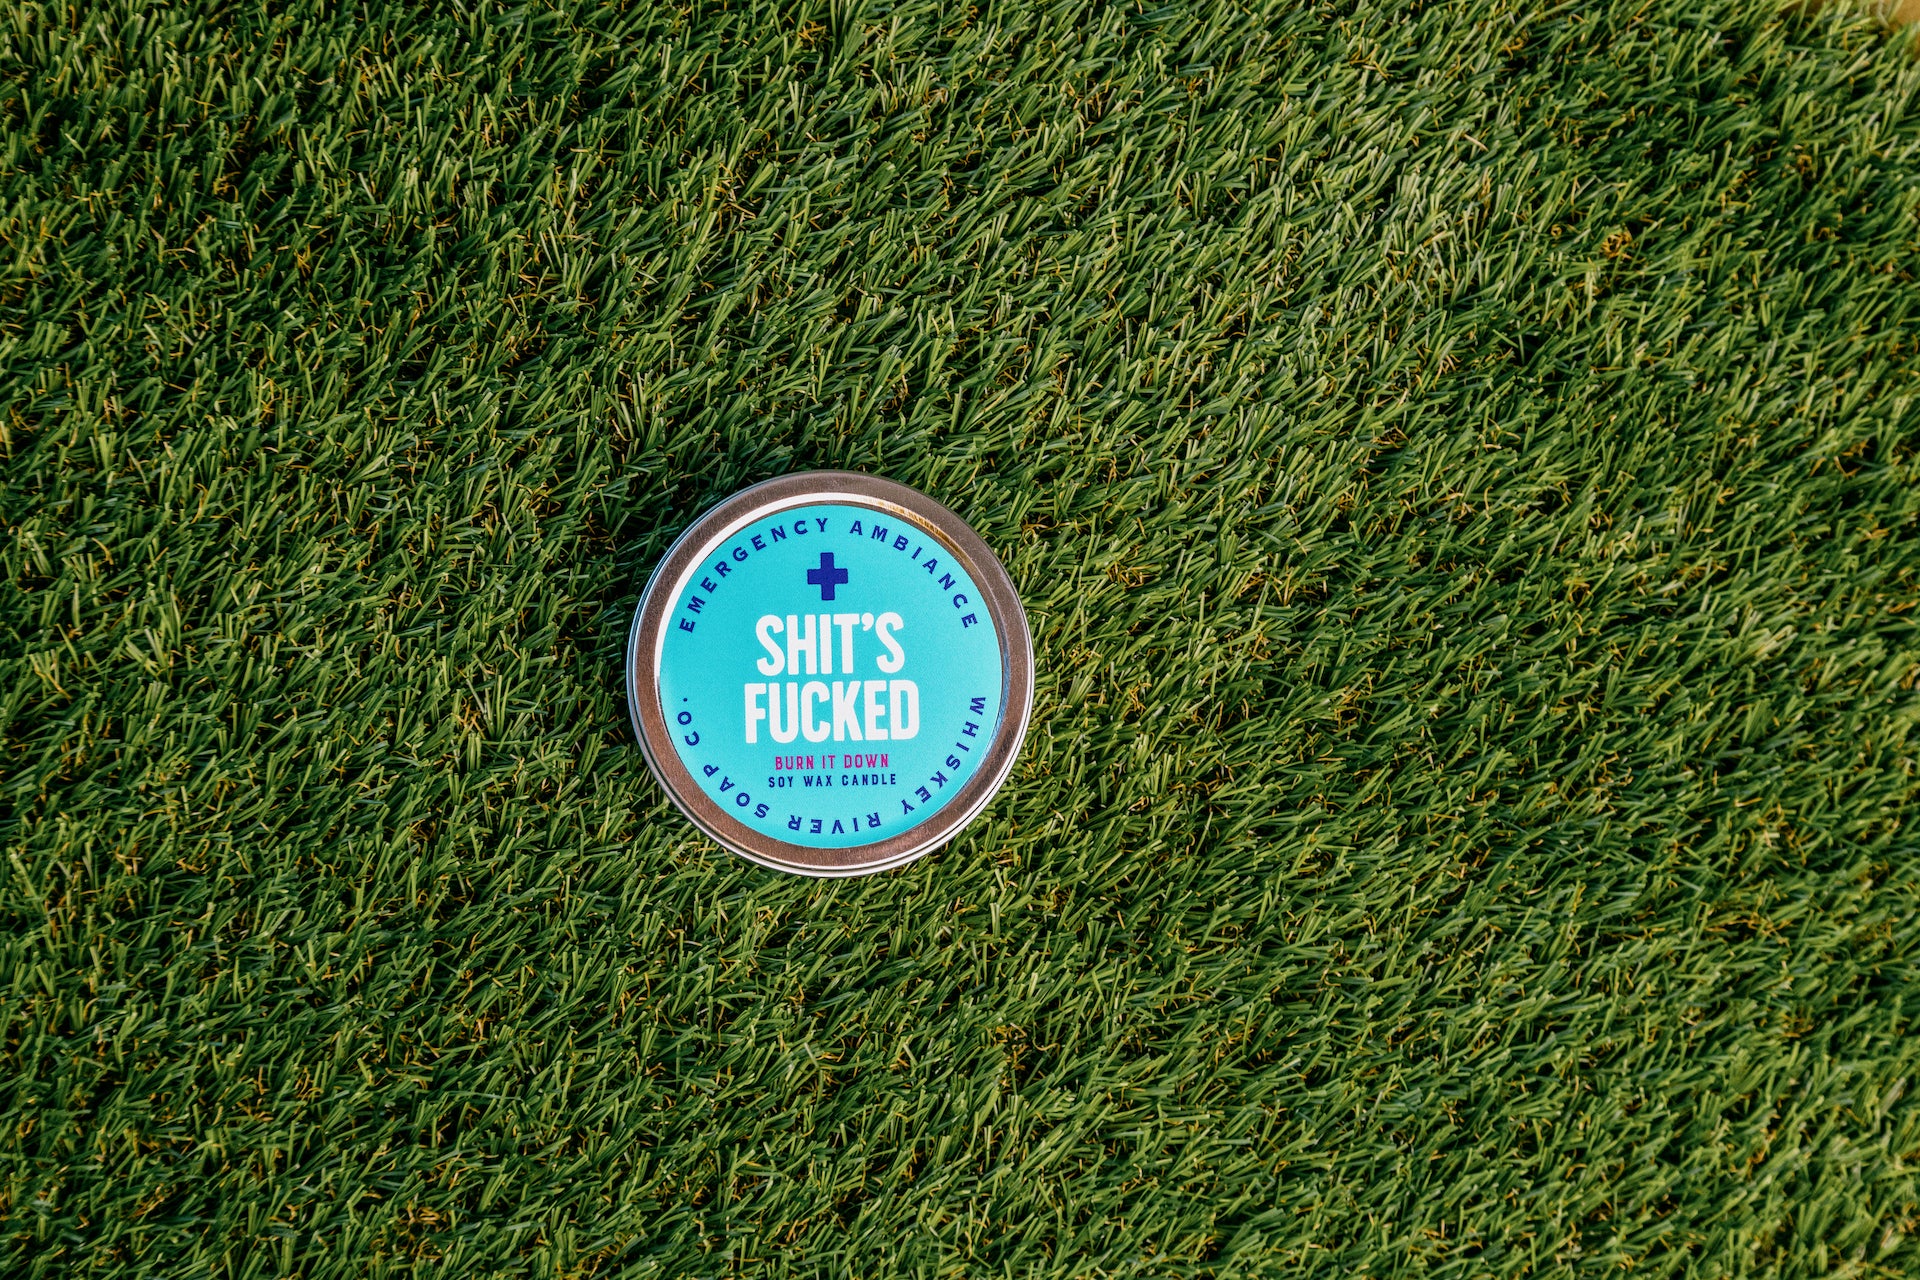 EMERGENCY AMBIANCE
SHIT'S
FUCKED
BURN IT DOWN
SOY WAX CANDLE
WHISKEY RIVER SOAP CO.